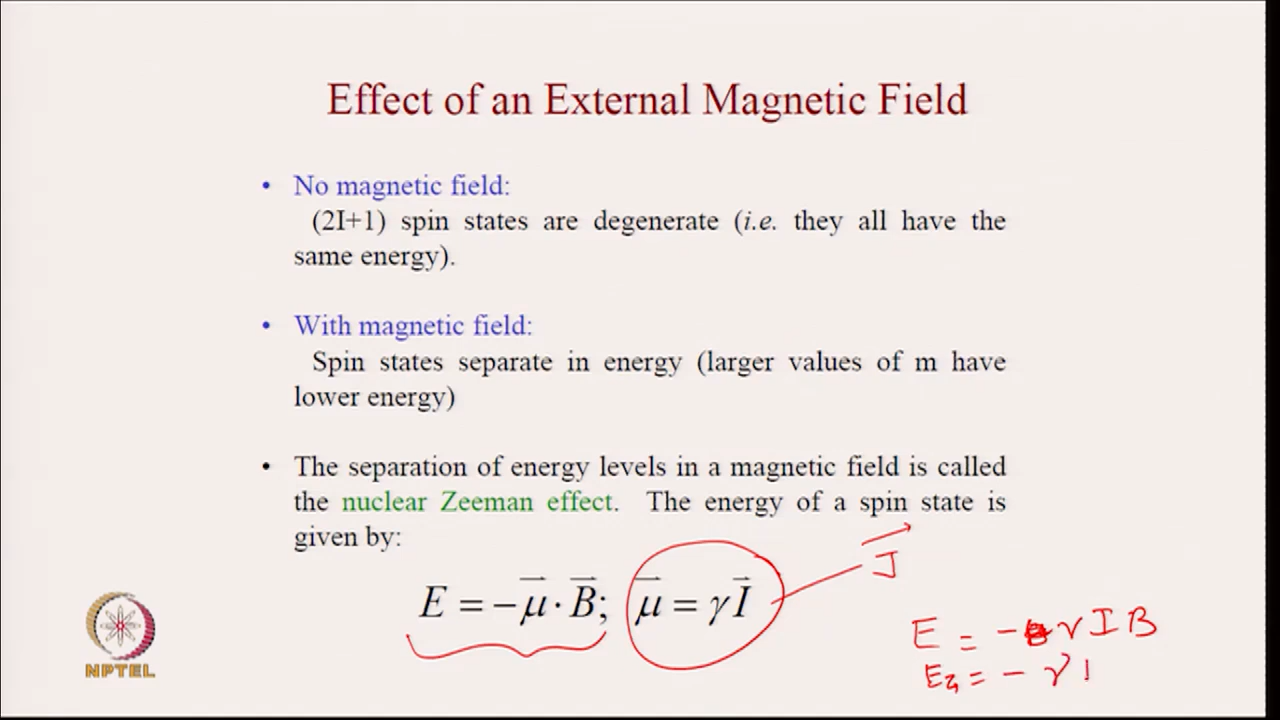 Effect of an External Magnetic Field
• No magnetic field:
(2I+1) spin states are degenerate (i.e. they all have the
same energy).
• With magnetic field:
Spin states separate in energy (larger values of m have
lower energy)
• The separation of energy levels in a magnetic field is called
the nuclear Zeeman effect. The energy of a spin state is
given by:
J⃗
E = −μ⃗ · B⃗; μ⃗ = γI⃗
E = − γ I B
= − γ I
NPTEL